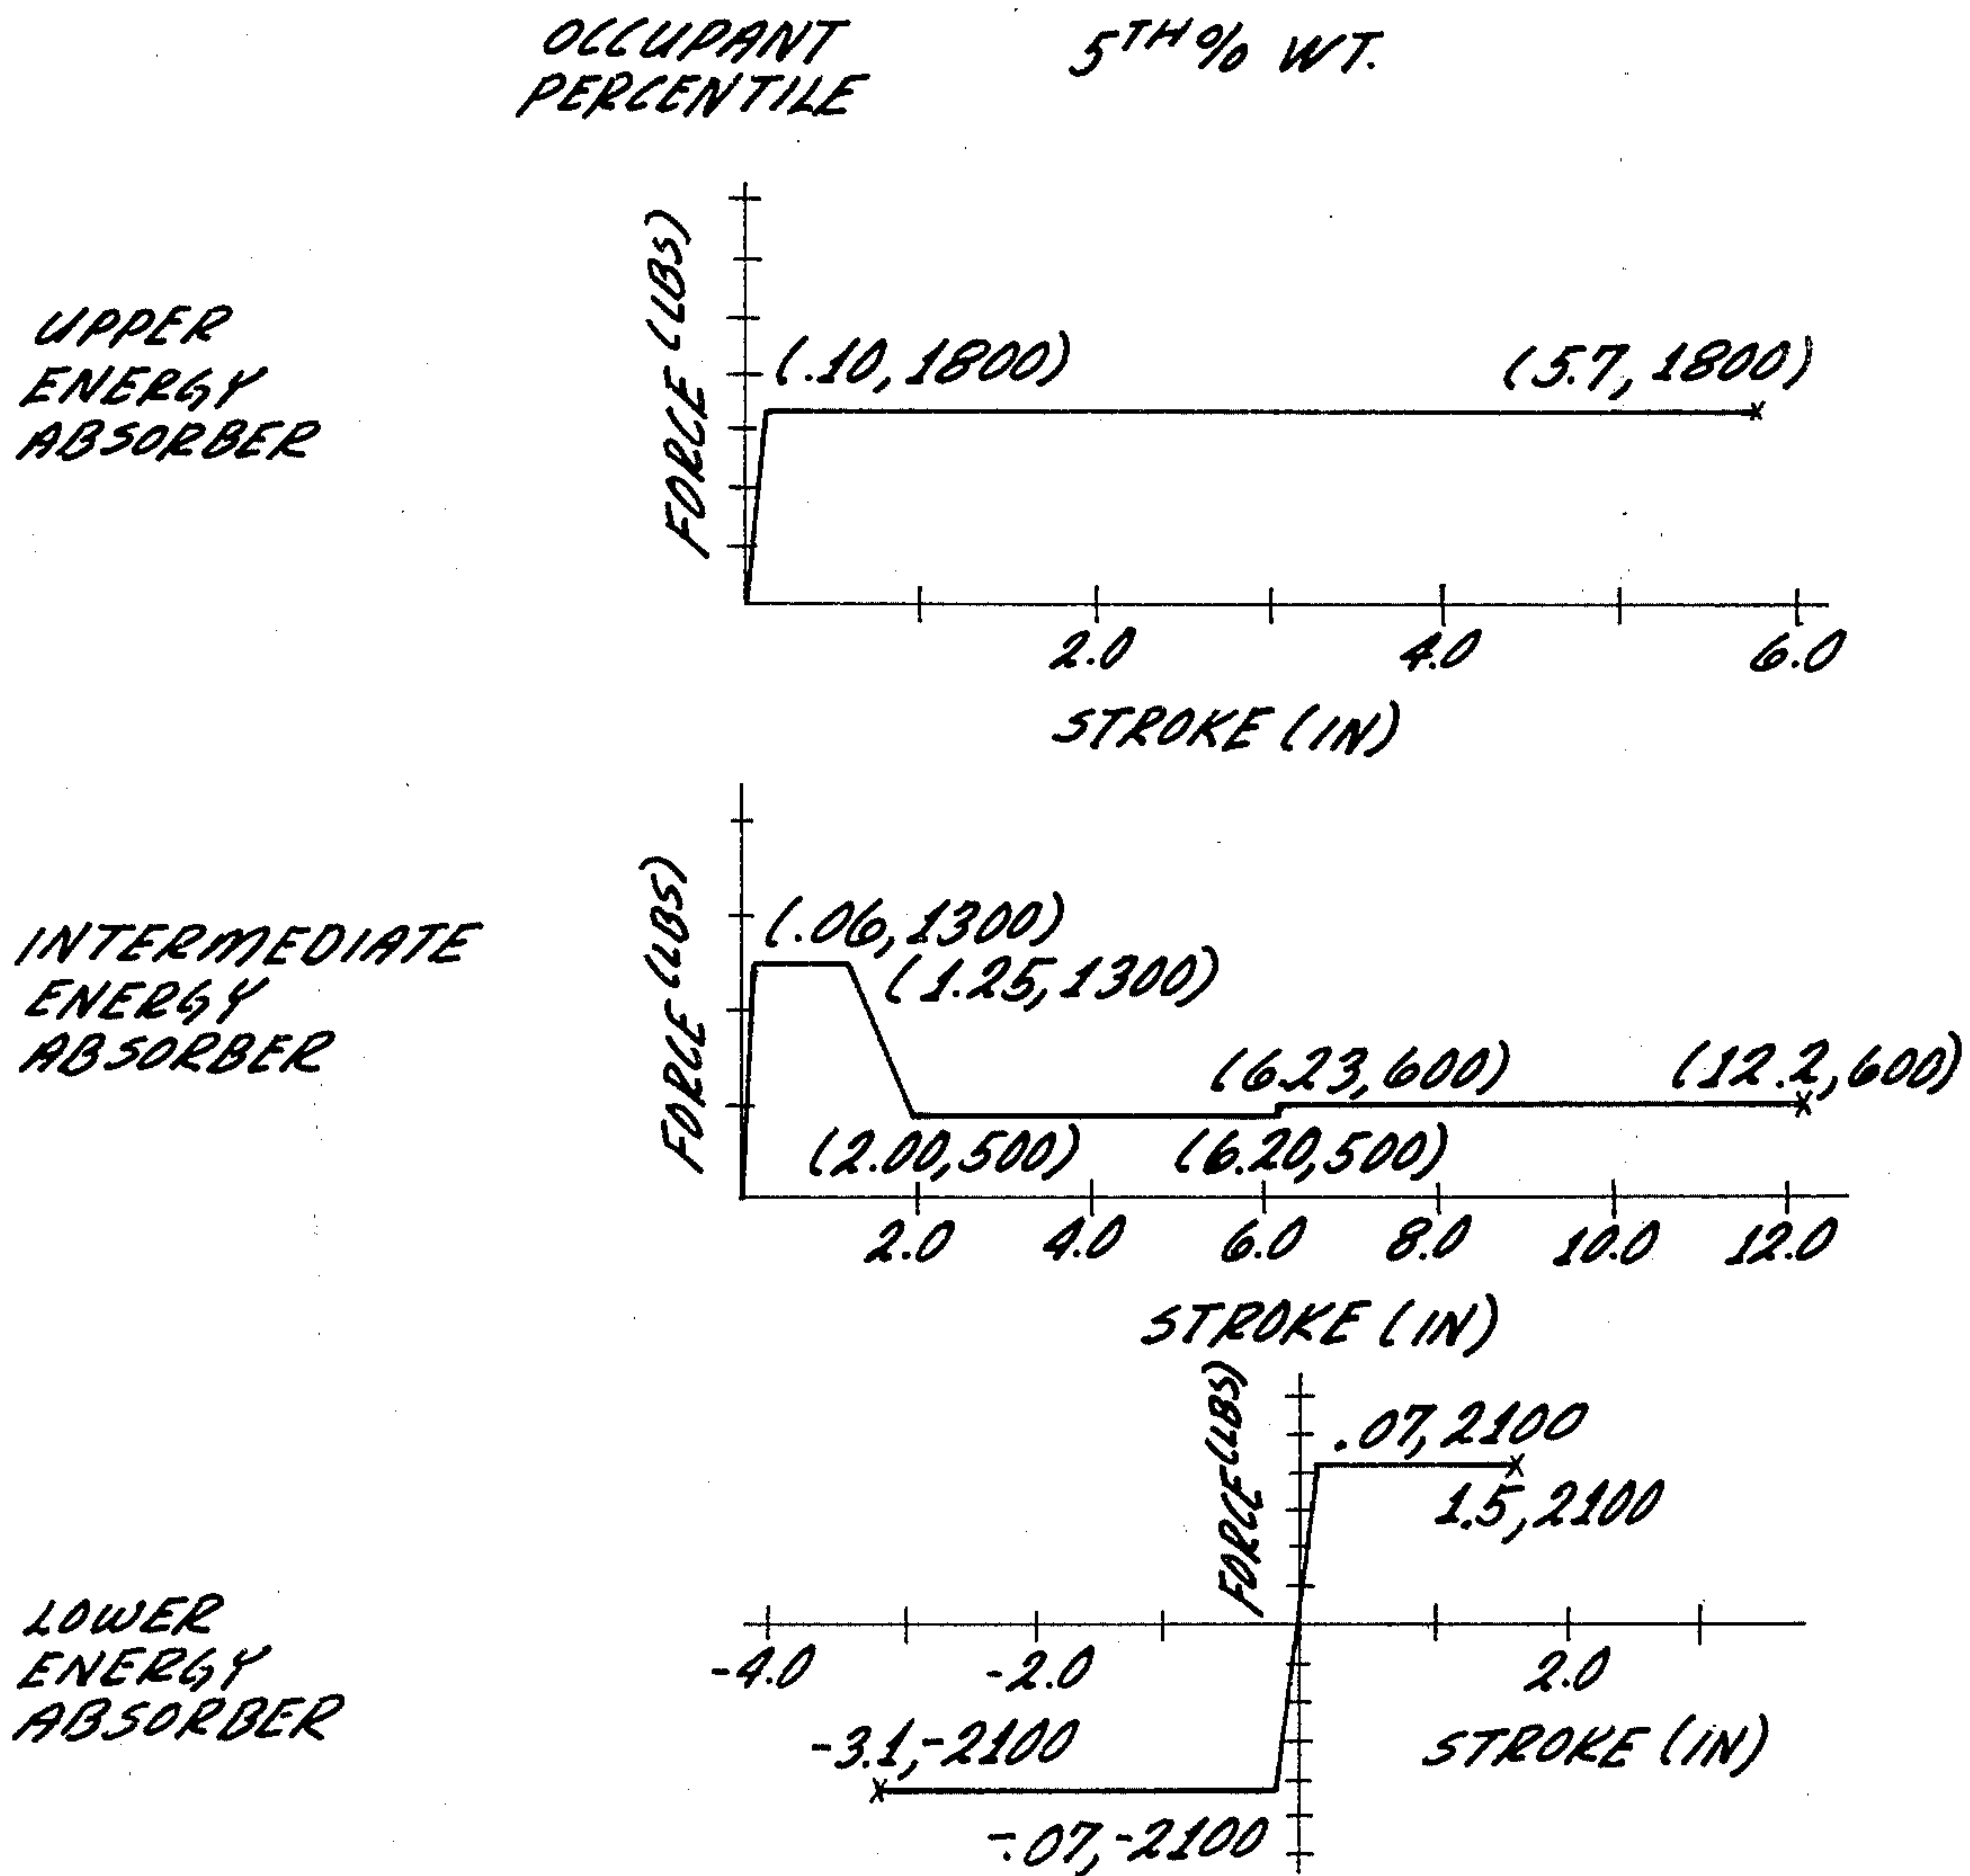 OCCUPANT
PERCENTILE
5TH% WT.
UPPER
ENERGY
ABSORBER
FORCE (LBS)
(.10, 1800)
(5.7, 1800)
2.0
4.0
6.0
STROKE (IN)
INTERMEDIATE
ENERGY
ABSORBER
FORCE (LBS)
(.06, 1300)
(1.25, 1300)
(6.23, 600)
(12.2, 600)
(2.00, 500)
(6.20, 500)
2.0
4.0
6.0
8.0
10.0
12.0
STROKE (IN)
LOWER
ENERGY
ABSORBER
FORCE (LBS)
.07, 2100
1.5, 2100
-4.0
-2.0
2.0
-3.1, -2100
STROKE (IN)
-.07, -2100